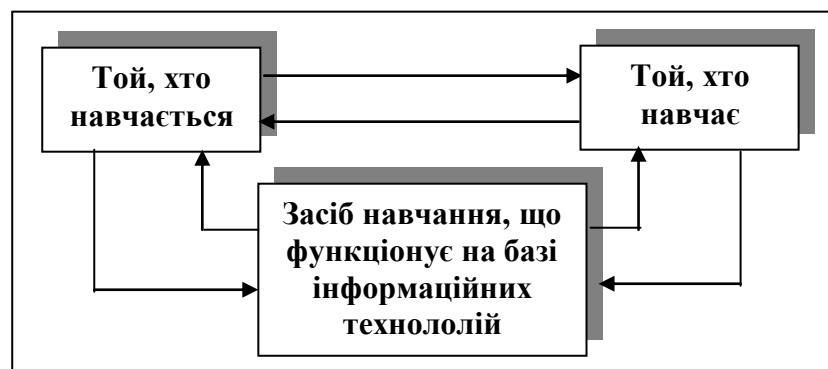 Той, хто
навчається
Той, хто
навчає
Засіб навчання, що
функціонує на базі
інформаційних
технололій